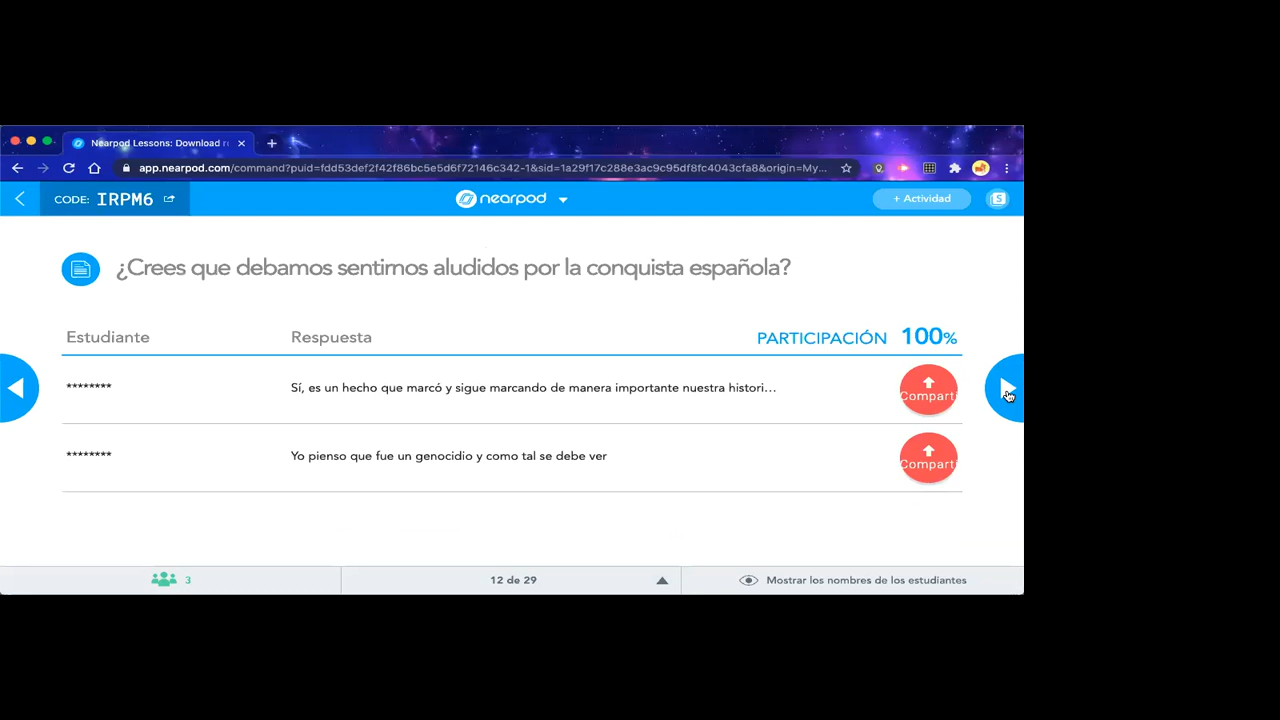 Nearpod Lessons: Download r
app.nearpod.com/command?puid=fdd53def2f42f86bc5e5d6f72146c342-1&sid=1a29f17c288e3ac9c95df8fc4043cfa8&origin=My...
CODE: IRPM6
nearpod
+ Actividad
S
¿Crees que debamos sentirnos aludidos por la conquista española?
Estudiante Respuesta PARTICIPACIÓN 100%
******** Sí, es un hecho que marcó y sigue marcando de manera importante nuestra histori... Comparti
******** Yo pienso que fue un genocidio y como tal se debe ver Comparti
3 12 de 29 Mostrar los nombres de los estudiantes